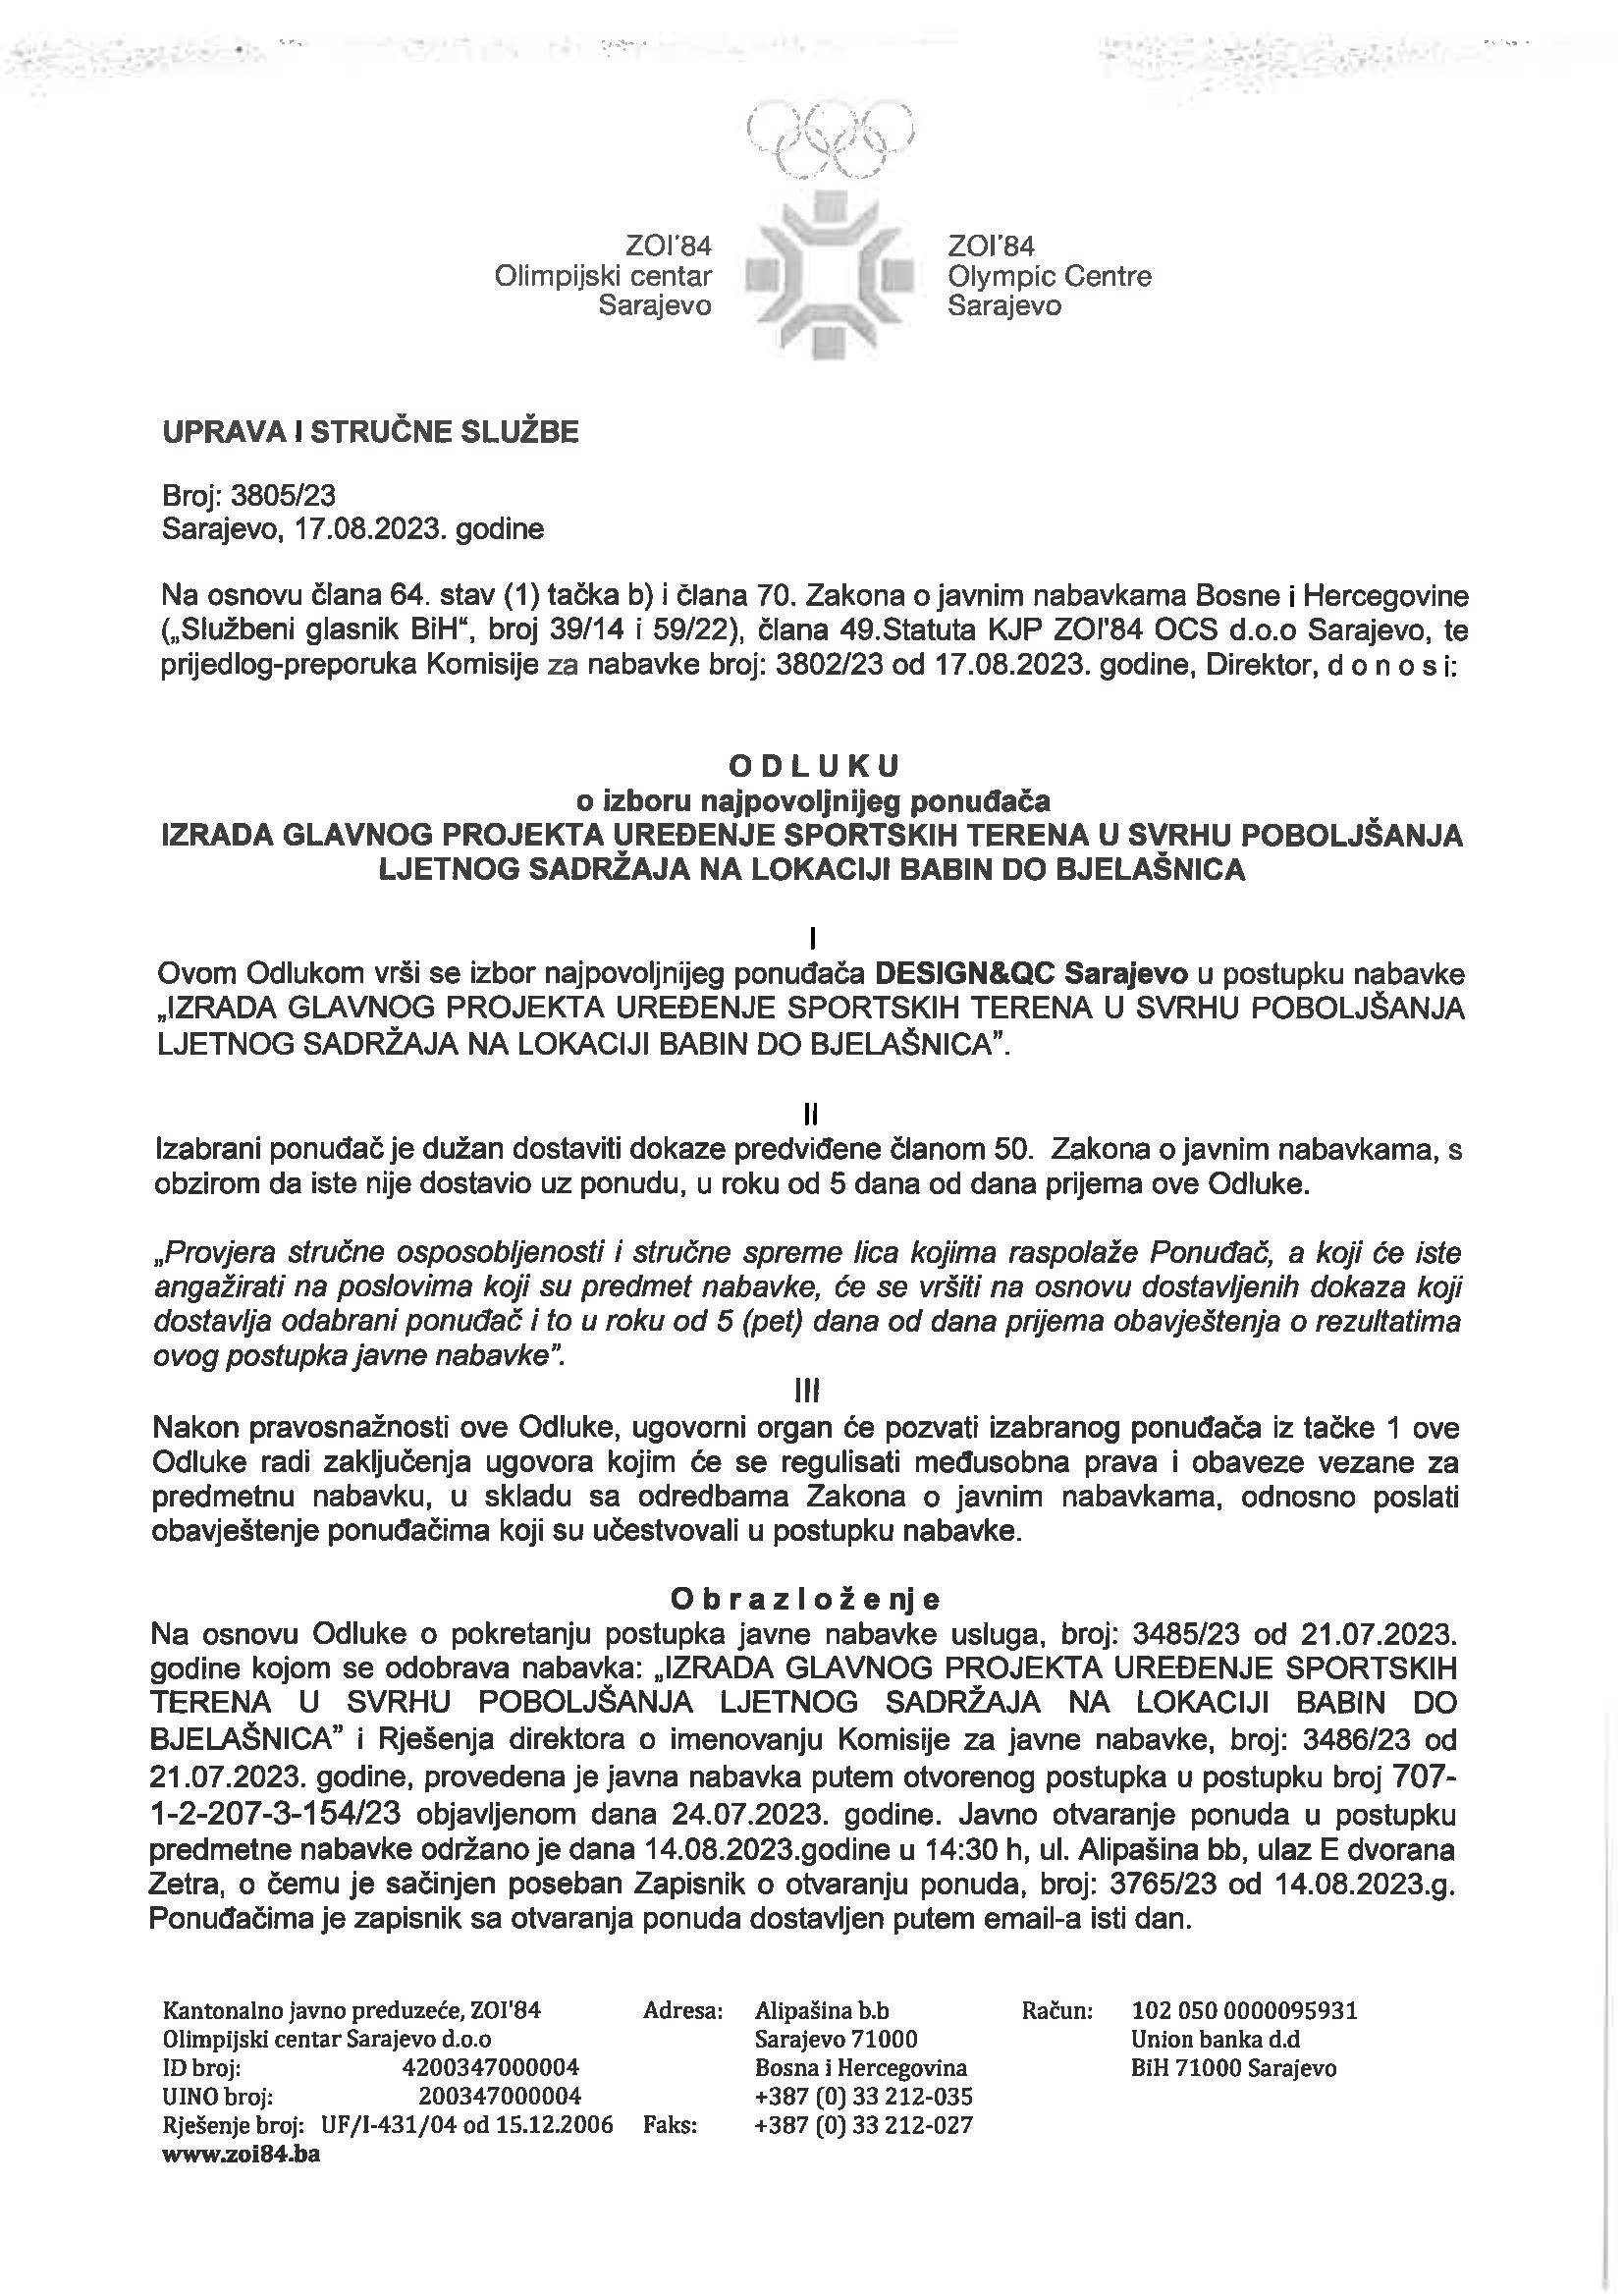 ZOI'84
Olimpijski centar
Sarajevo
ZOI'84
Olympic Centre
Sarajevo
UPRAVA I STRUČNE SLUŽBE
Broj: 3805/23
Sarajevo, 17.08.2023. godine
Na osnovu člana 64. stav (1) tačka b) i člana 70. Zakona o javnim nabavkama Bosne i Hercegovine
(„Službeni glasnik BiH“, broj 39/14 i 59/22), člana 49.Statuta KJP ZOI'84 OCS d.o.o Sarajevo, te
prijedlog-preporuka Komisije za nabavke broj: 3802/23 od 17.08.2023. godine, Direktor, d o n o s i:
O D L U K U
o izboru najpovoljnijeg ponuđača
IZRADA GLAVNOG PROJEKTA UREĐENJE SPORTSKIH TERENA U SVRHU POBOLJŠANJA
LJETNOG SADRŽAJA NA LOKACIJI BABIN DO BJELAŠNICA
I
Ovom Odlukom vrši se izbor najpovoljnijeg ponuđača DESIGN&QC Sarajevo u postupku nabavke
„IZRADA GLAVNOG PROJEKTA UREĐENJE SPORTSKIH TERENA U SVRHU POBOLJŠANJA
LJETNOG SADRŽAJA NA LOKACIJI BABIN DO BJELAŠNICA”.
II
Izabrani ponuđač je dužan dostaviti dokaze predviđene članom 50. Zakona o javnim nabavkama, s
obzirom da iste nije dostavio uz ponudu, u roku od 5 dana od dana prijema ove Odluke.
„Provjera stručne osposobljenosti i stručne spreme lica kojima raspolaže Ponuđač, a koji će iste
angažirati na poslovima koji su predmet nabavke, će se vršiti na osnovu dostavljenih dokaza koji
dostavlja odabrani ponuđač i to u roku od 5 (pet) dana od dana prijema obavještenja o rezultatima
ovog postupka javne nabavke”.
III
Nakon pravosnažnosti ove Odluke, ugovorni organ će pozvati izabranog ponuđača iz tačke 1 ove
Odluke radi zaključenja ugovora kojim će se regulisati međusobna prava i obaveze vezane za
predmetnu nabavku, u skladu sa odredbama Zakona o javnim nabavkama, odnosno poslati
obavještenje ponuđačima koji su učestvovali u postupku nabavke.
O b r a z l o ž e nj e
Na osnovu Odluke o pokretanju postupka javne nabavke usluga, broj: 3485/23 od 21.07.2023.
godine kojom se odobrava nabavka: „IZRADA GLAVNOG PROJEKTA UREĐENJE SPORTSKIH
TERENA U SVRHU POBOLJŠANJA LJETNOG SADRŽAJA NA LOKACIJI BABIN DO
BJELAŠNICA” i Rješenja direktora o imenovanju Komisije za javne nabavke, broj: 3486/23 od
21.07.2023. godine, provedena je javna nabavka putem otvorenog postupka u postupku broj 707-
1-2-207-3-154/23 objavljenom dana 24.07.2023. godine. Javno otvaranje ponuda u postupku
predmetne nabavke održano je dana 14.08.2023.godine u 14:30 h, ul. Alipašina bb, ulaz E dvorana
Zetra, o čemu je sačinjen poseban Zapisnik o otvaranju ponuda, broj: 3765/23 od 14.08.2023.g.
Ponuđačima je zapisnik sa otvaranja ponuda dostavljen putem email-a isti dan.
Kantonalno javno preduzeće, ZOI'84 Adresa: Alipašina b.b Račun: 102 050 0000095931
Olimpijski centar Sarajevo d.o.o Sarajevo 71000 Union banka d.d
ID broj: 4200347000004 Bosna i Hercegovina BiH 71000 Sarajevo
UINO broj: 200347000004 +387 (0) 33 212-035
Rješenje broj: UF/I-431/04 od 15.12.2006 Faks: +387 (0) 33 212-027
www.zoi84.ba